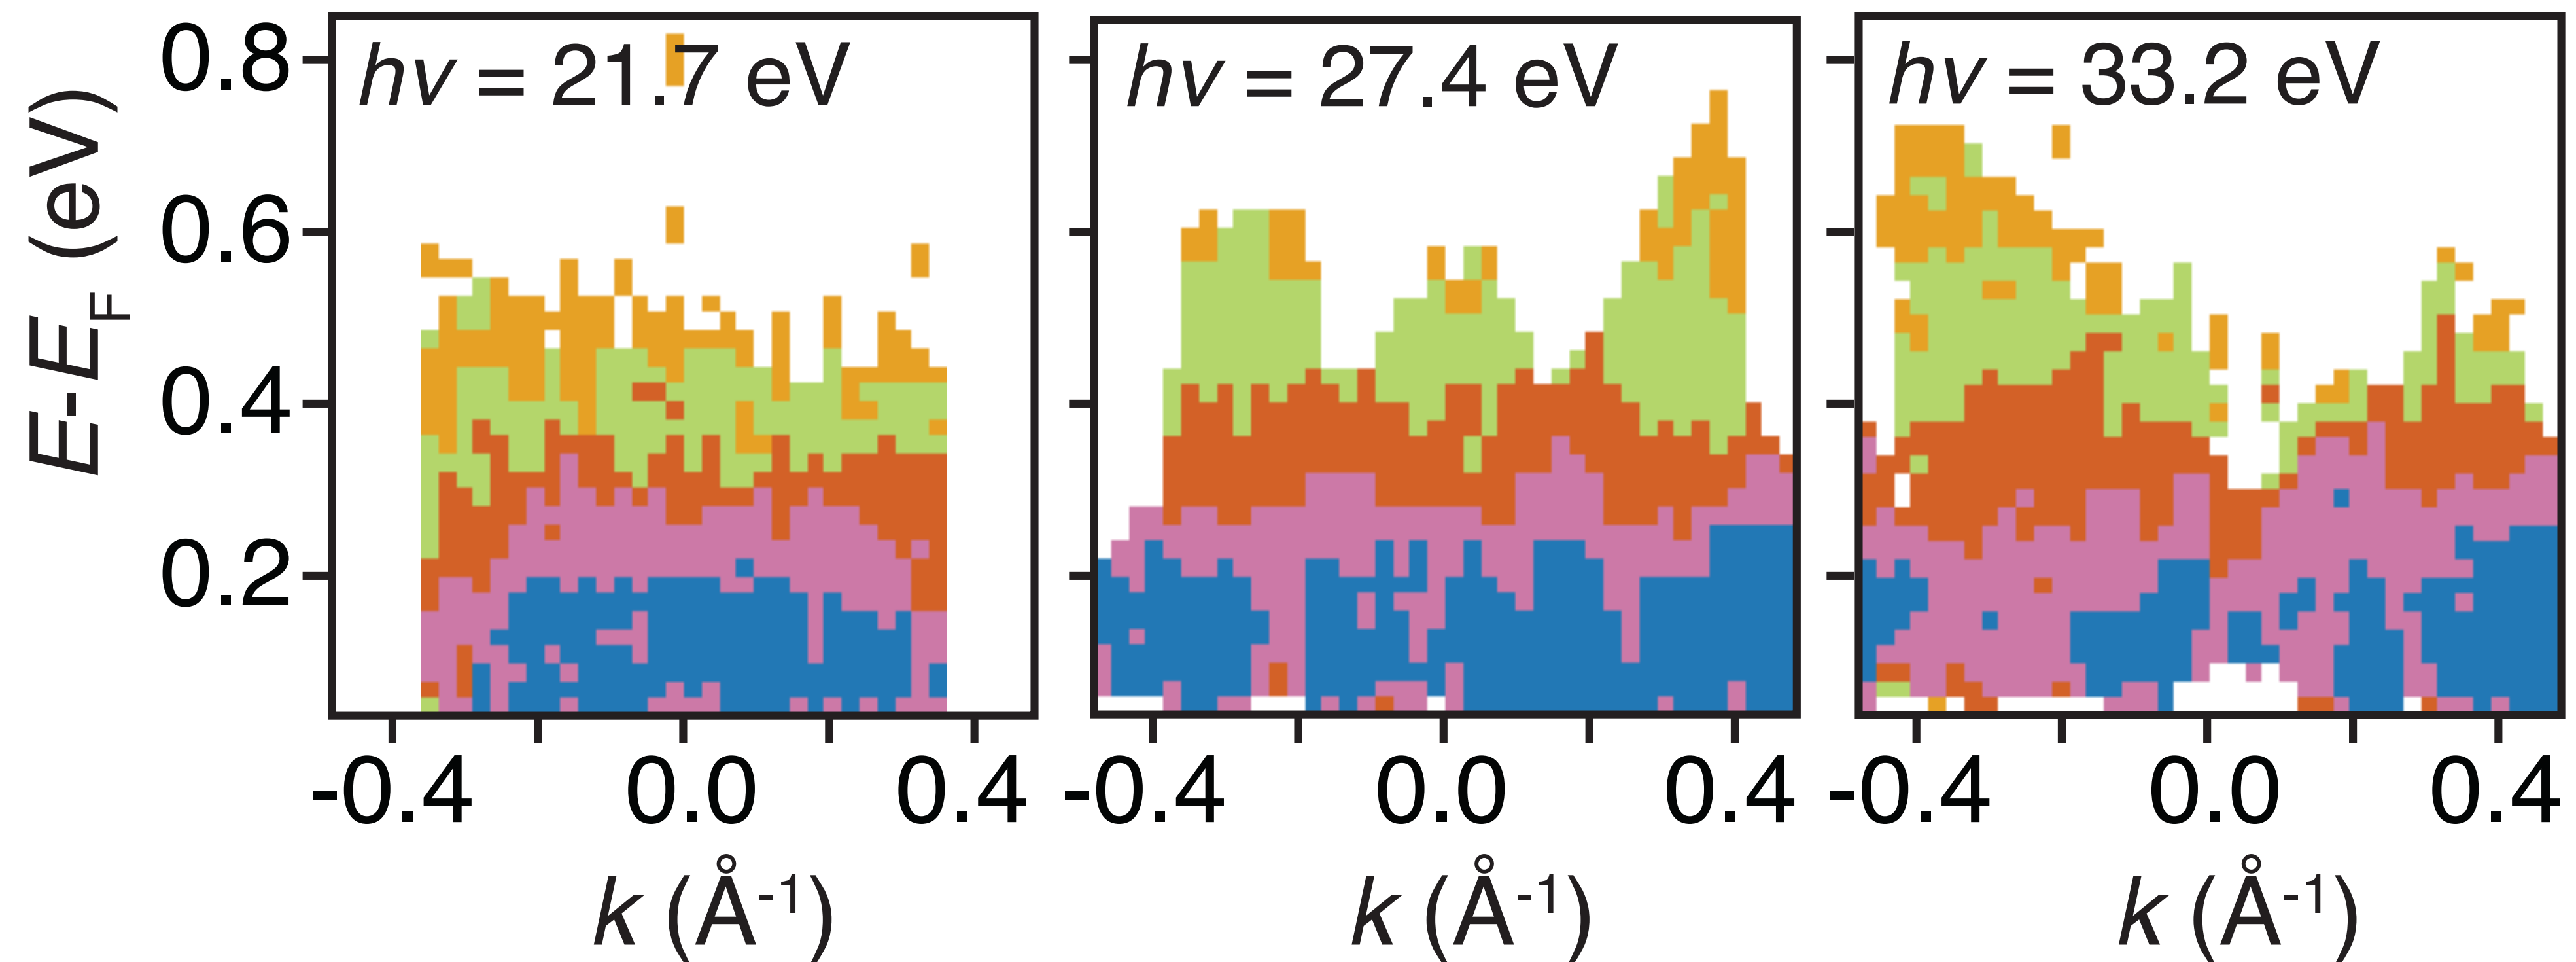 E-EF (eV)
0.8
0.6
0.4
0.2
hν = 21.7 eV
-0.4 0.0 0.4
k (Å-1)
hν = 27.4 eV
-0.4 0.0 0.4
k (Å-1)
hν = 33.2 eV
-0.4 0.0 0.4
k (Å-1)